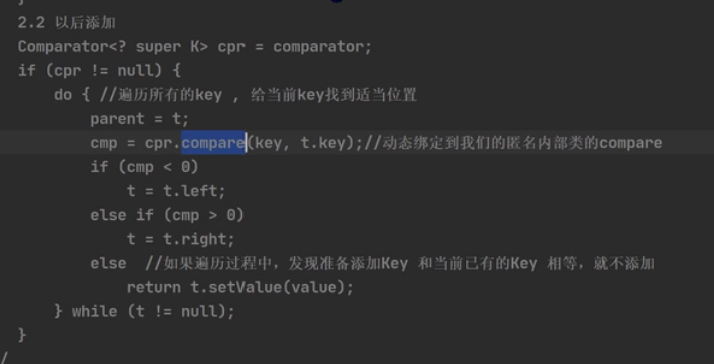 }
2.2 以后添加
Comparator<? super K> cpr = comparator;
if (cpr != null) {
do { //遍历所有的key , 给当前key找到适当位置
parent = t;
cmp = cpr.compare(key, t.key);//动态绑定到我们的匿名内部类的compare
if (cmp < 0)
t = t.left;
else if (cmp > 0)
t = t.right;
else //如果遍历过程中，发现准备添加Key 和当前已有的Key 相等，就不添加
return t.setValue(value);
} while (t != null);
}
/